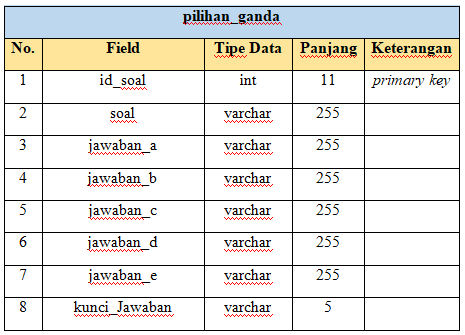 pilihan_ganda
No. Field Tipe Data Panjang Keterangan
1 id_soal int 11 primary key
2 soal varchar 255
3 jawaban_a varchar 255
4 jawaban_b varchar 255
5 jawaban_c varchar 255
6 jawaban_d varchar 255
7 jawaban_e varchar 255
8 kunci_Jawaban varchar 5